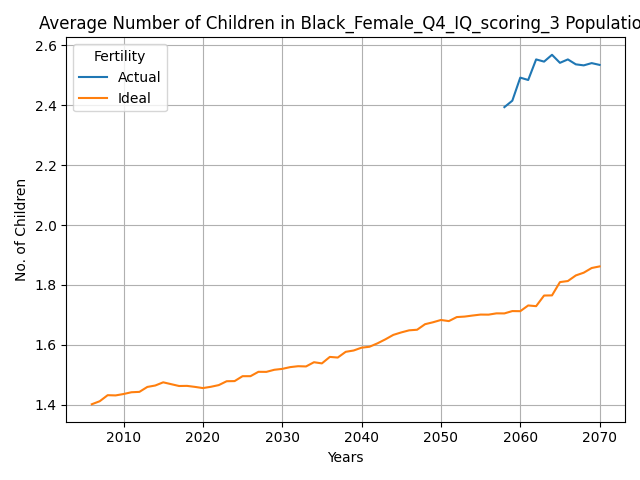 Average Number of Children in Black_Female_Q4_IQ_scoring_3 Populatio
Fertility
Actual
Ideal
No. of Children
2.6
2.4
2.2
2.0
1.8
1.6
1.4
2010 2020 2030 2040 2050 2060 2070
Years